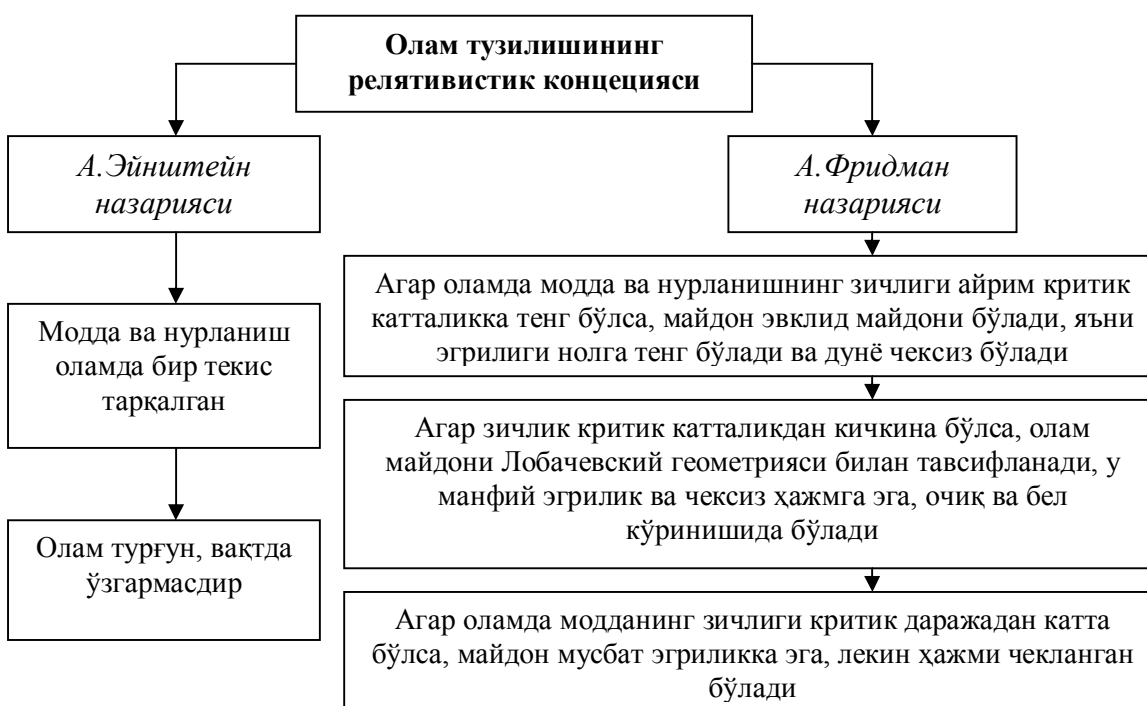 Олам тузилишининг
релятивистик концецияси
А.Эйнштейн
назарияси
Модда ва нурланиш
оламда бир текис
тарқалган
Олам турғун, вақтда
ўзгармасдир
А.Фридман
назарияси
Агар оламда модда ва нурланишнинг зичлиги айрим критик
катталикка тенг бўлса, майдон эвклид майдони бўлади, яъни
эгрилиги нолга тенг бўлади ва дунё чексиз бўлади
Агар зичлик критик катталикдан кичкина бўлса, олам
майдони Лобачевский геометрияси билан тавсифланади, у
манфий эгрилик ва чексиз ҳажмга эга, очиқ ва бел
кўринишида бўлади
Агар оламда модданинг зичлиги критик даражадан катта
бўлса, майдон мусбат эгриликка эга, лекин ҳажми чекланган
бўлади